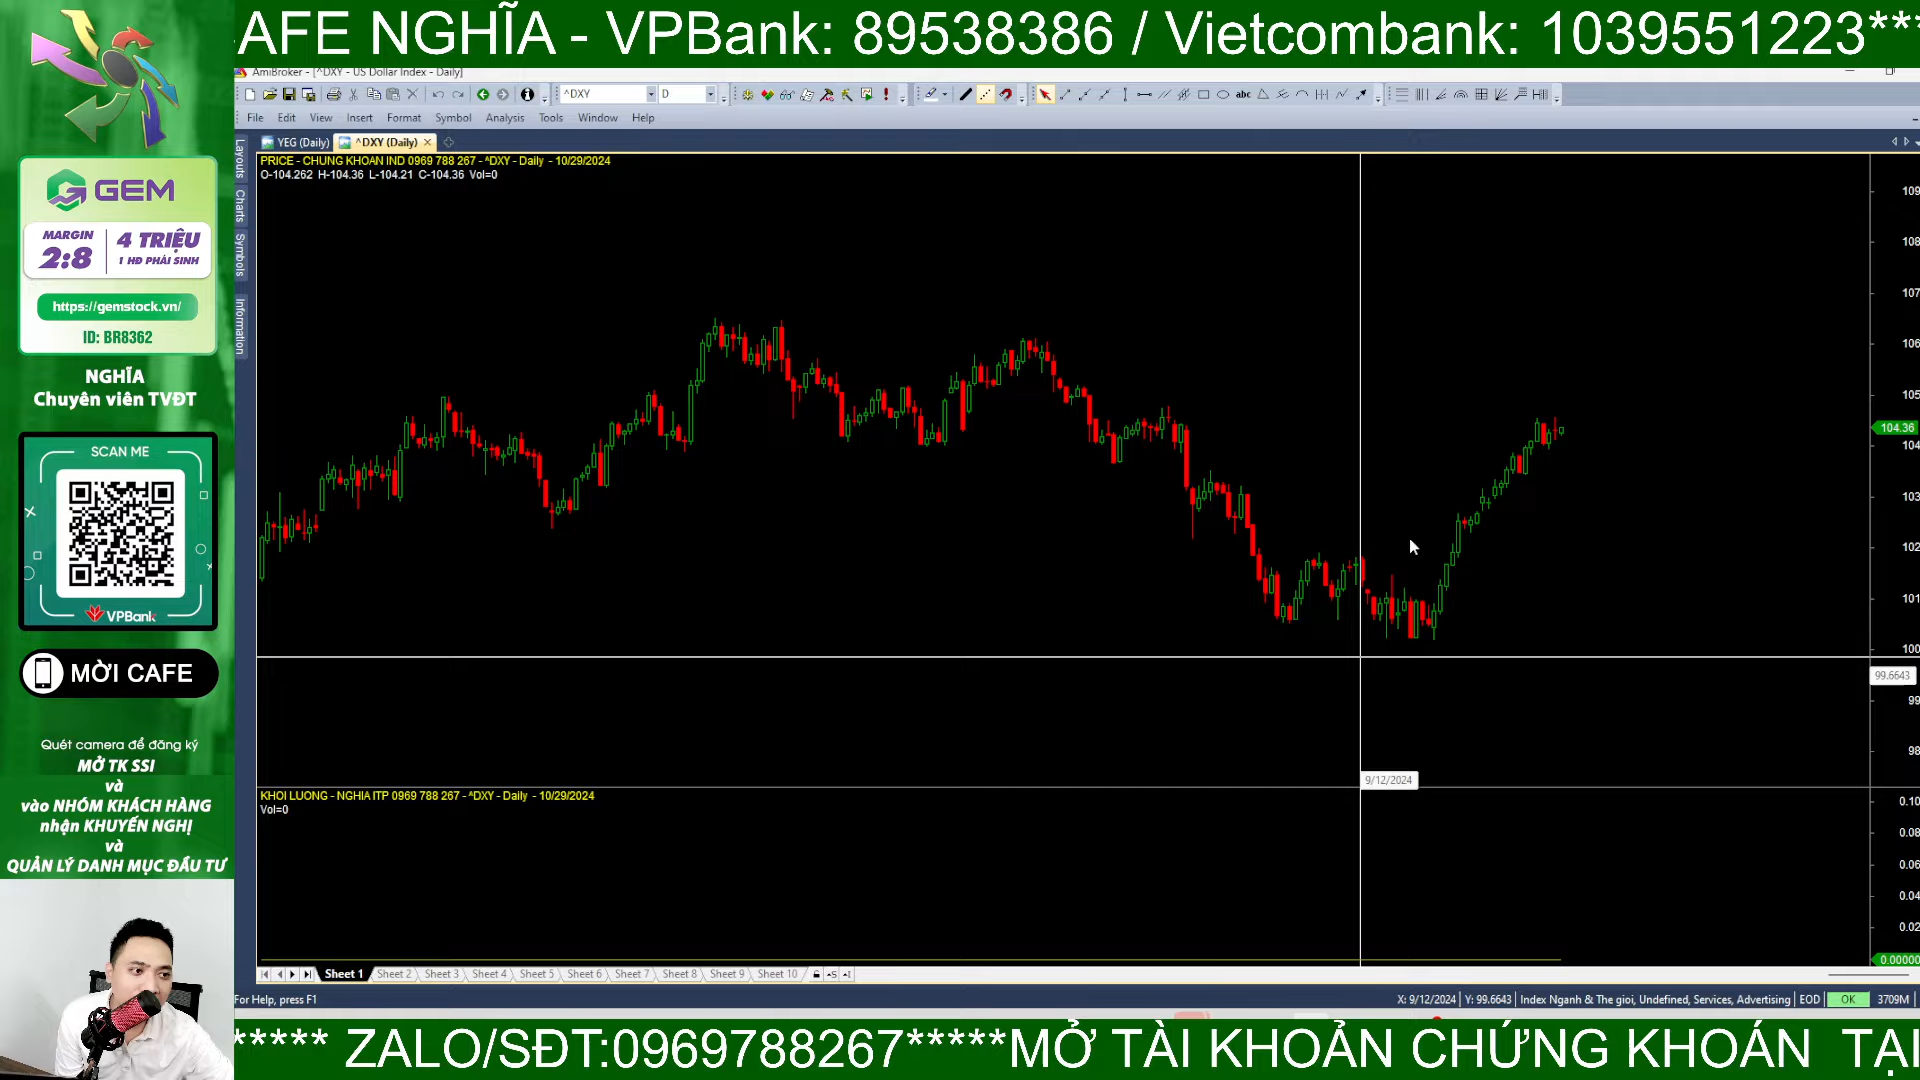 CAFE NGHĨA - VPBank: 89538386 / Vietcombank: 1039551223***
AmiBroker - [^DXY - US Dollar Index - Daily]
^DXY
D
abc
File Edit View Insert Format Symbol Analysis Tools Window Help
YEG (Daily)
^DXY (Daily)
Layouts
Charts
Symbols
Information
PRICE - CHUNG KHOAN IND 0969 788 267 - ^DXY - Daily - 10/29/2024
O-104.262 H-104.36 L-104.21 C-104.36 Vol=0
109
108
107
106
105
104.36
104
103
102
101
100
99.6643
99
98
9/12/2024
KHOI LUONG - NGHIA ITP 0969 788 267 - ^DXY - Daily - 10/29/2024
Vol=0
0.10
0.08
0.06
0.04
0.02
0.00000
Sheet 1 Sheet 2 Sheet 3 Sheet 4 Sheet 5 Sheet 6 Sheet 7 Sheet 8 Sheet 9 Sheet 10
For Help, press F1
X: 9/12/2024 Y: 99.6643 Index Nganh & The gioi, Undefined, Services, Advertising EOD OK 3709M
GEM
MARGIN
2:8
4 TRIỆU
1 HĐ PHÁI SINH
https://gemstock.vn/
ID: BR8362
NGHĨA
Chuyên viên TVĐT
SCAN ME
VPBank
MỜI CAFE
Quét camera để đăng ký
MỞ TK SSI
và
vào NHÓM KHÁCH HÀNG
nhận KHUYẾN NGHỊ
và
QUẢN LÝ DANH MỤC ĐẦU TƯ
***** ZALO/SĐT:0969788267*****MỞ TÀI KHOẢN CHỨNG KHOÁN TẠI